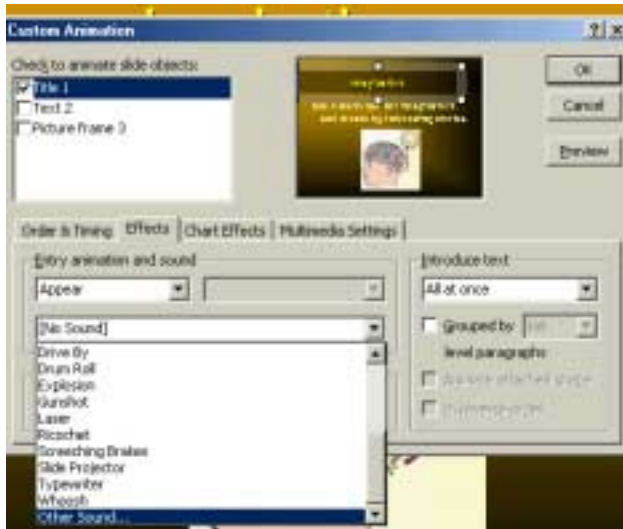 Custom Animation
Check to animate slide objects:
Title 1
Text 2
Picture Frame 3
OK
Cancel
Preview
Order & Timing
Effects
Chart Effects
Multimedia Settings
Entry animation and sound
Appear
[No Sound]
Drive By
Drum Roll
Explosion
Gunshot
Laser
Ricochet
Screeching Brakes
Slide Projector
Typewriter
Whoosh
Other Sound...
Introduce text
All at once
Grouped by
level paragraphs